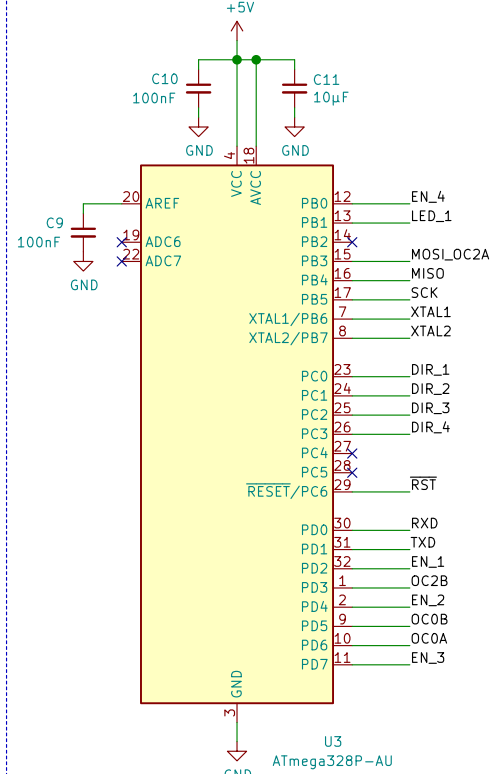 +5V
C10
100nF
C11
10µF
GND
GND
4
18
VCC
AVCC
20
AREF
C9
100nF
GND
19
ADC6
22
ADC7
PB0
12
EN_4
PB1
13
LED_1
PB2
14
PB3
15
MOSI_OC2A
PB4
16
MISO
PB5
17
SCK
XTAL1/PB6
7
XTAL1
XTAL2/PB7
8
XTAL2
PC0
23
DIR_1
PC1
24
DIR_2
PC2
25
DIR_3
PC3
26
DIR_4
PC4
27
PC5
28
RESET/PC6
29
RST
PD0
30
RXD
PD1
31
TXD
PD2
32
EN_1
PD3
1
OC2B
PD4
2
EN_2
PD5
9
OC0B
PD6
10
OC0A
PD7
11
EN_3
GND
3
U3
ATmega328P-AU
GND